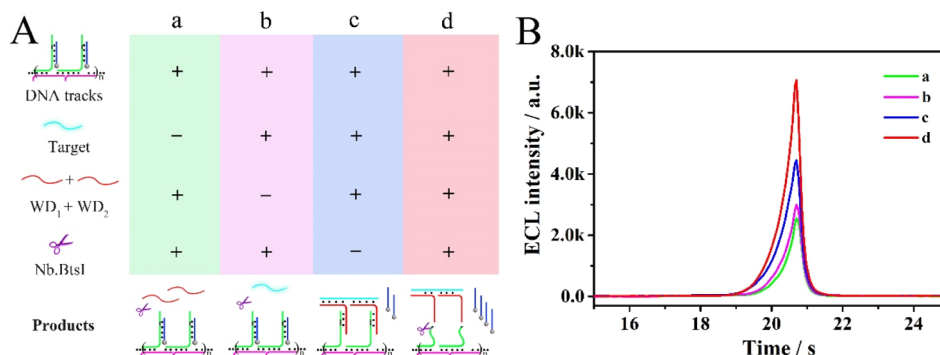 A
a b c d
DNA tracks + + + +
Target − + + +
+
WD1 + WD2 + − + +
Nb.BtsI + + − +
Products
n n n n n
B
8.0k
6.0k
4.0k
2.0k
0.0
ECL intensity / a.u.
a
b
c
d
16 18 20 22 24
Time / s